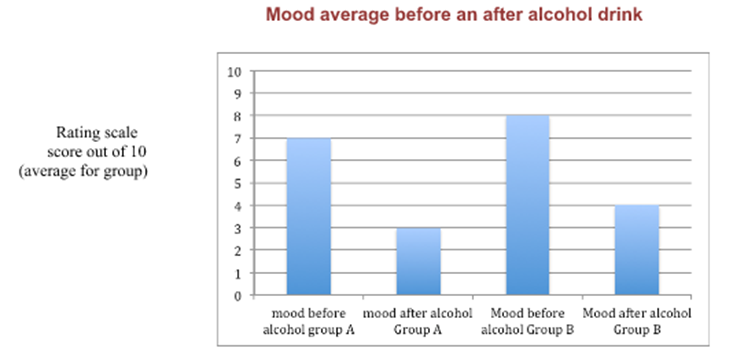 Mood average before an after alcohol drink
Rating scale
score out of 10
(average for group)
10
9
8
7
6
5
4
3
2
1
0
mood before
alcohol group A
mood after alcohol
Group A
Mood before
alcohol Group B
Mood after alcohol
Group B